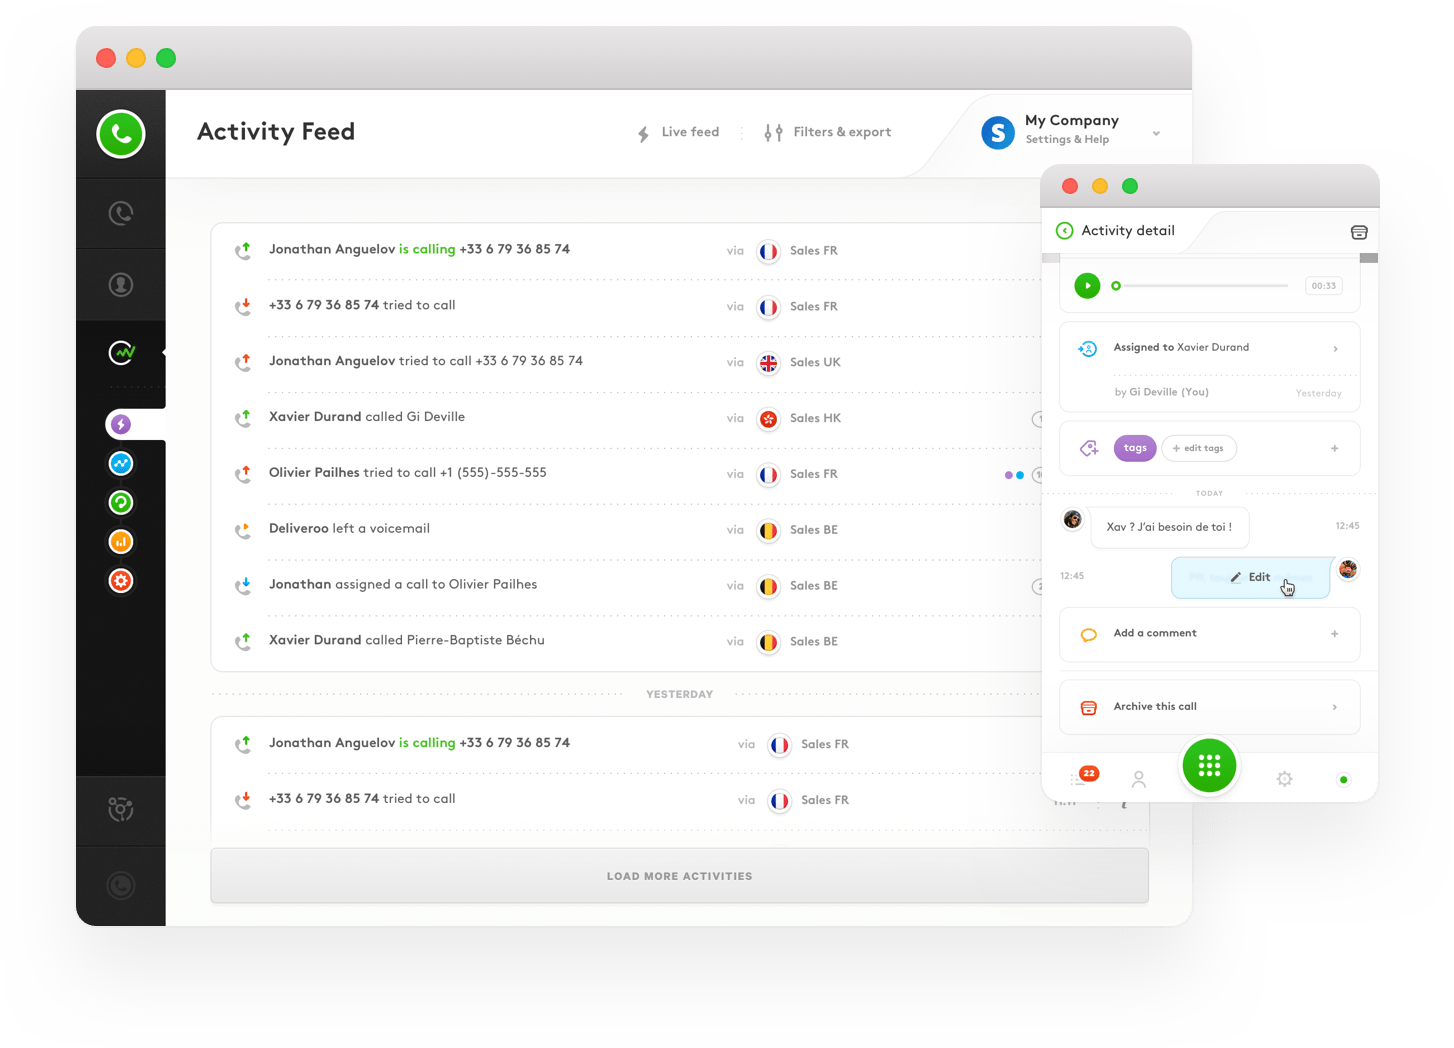 Activity Feed
Live feed
Filters & export
S
My Company
Settings & Help
Jonathan Anguelov is calling +33 6 79 36 85 74 via Sales FR
+33 6 79 36 85 74 tried to call via Sales FR
Jonathan Anguelov tried to call +33 6 79 36 85 74 via Sales UK
Xavier Durand called Gi Deville via Sales HK
Olivier Pailhes tried to call +1 (555)-555-555 via Sales FR
Deliveroo left a voicemail via Sales BE
Jonathan assigned a call to Olivier Pailhes via Sales BE
Xavier Durand called Pierre-Baptiste Béchu via Sales BE
YESTERDAY
Jonathan Anguelov is calling +33 6 79 36 85 74 via Sales FR
+33 6 79 36 85 74 tried to call via Sales FR
LOAD MORE ACTIVITIES
Activity detail
00:33
Assigned to Xavier Durand
by Gi Deville (You) Yesterday
tags + edit tags +
TODAY
Xav ? J'ai besoin de toi ! 12:45
12:45 Edit
Add a comment +
Archive this call
22